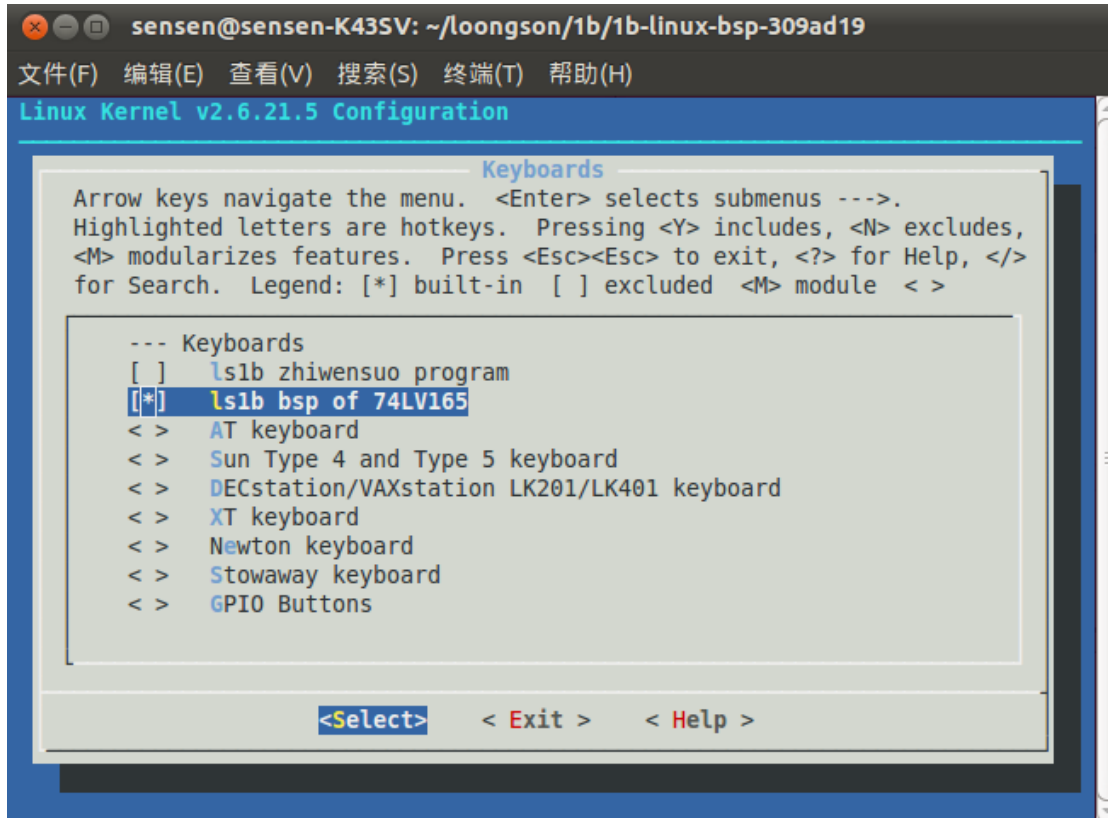 sensen@sensen-K43SV: ~/loongson/1b/1b-linux-bsp-309ad19
文件(F) 编辑(E) 查看(V) 搜索(S) 终端(T) 帮助(H)
Linux Kernel v2.6.21.5 Configuration
Keyboards
Arrow keys navigate the menu.  <Enter> selects submenus --->.
Highlighted letters are hotkeys.  Pressing <Y> includes, <N> excludes,
<M> modularizes features.  Press <Esc><Esc> to exit, <?> for Help, </>
for Search.  Legend: [*] built-in  [ ] excluded  <M> module  < >
--- Keyboards
[ ]   ls1b zhiwensuo program
[*]   ls1b bsp of 74LV165
< >   AT keyboard
< >   Sun Type 4 and Type 5 keyboard
< >   DECstation/VAXstation LK201/LK401 keyboard
< >   XT keyboard
< >   Newton keyboard
< >   Stowaway keyboard
< >   GPIO Buttons
<Select>    < Exit >    < Help >